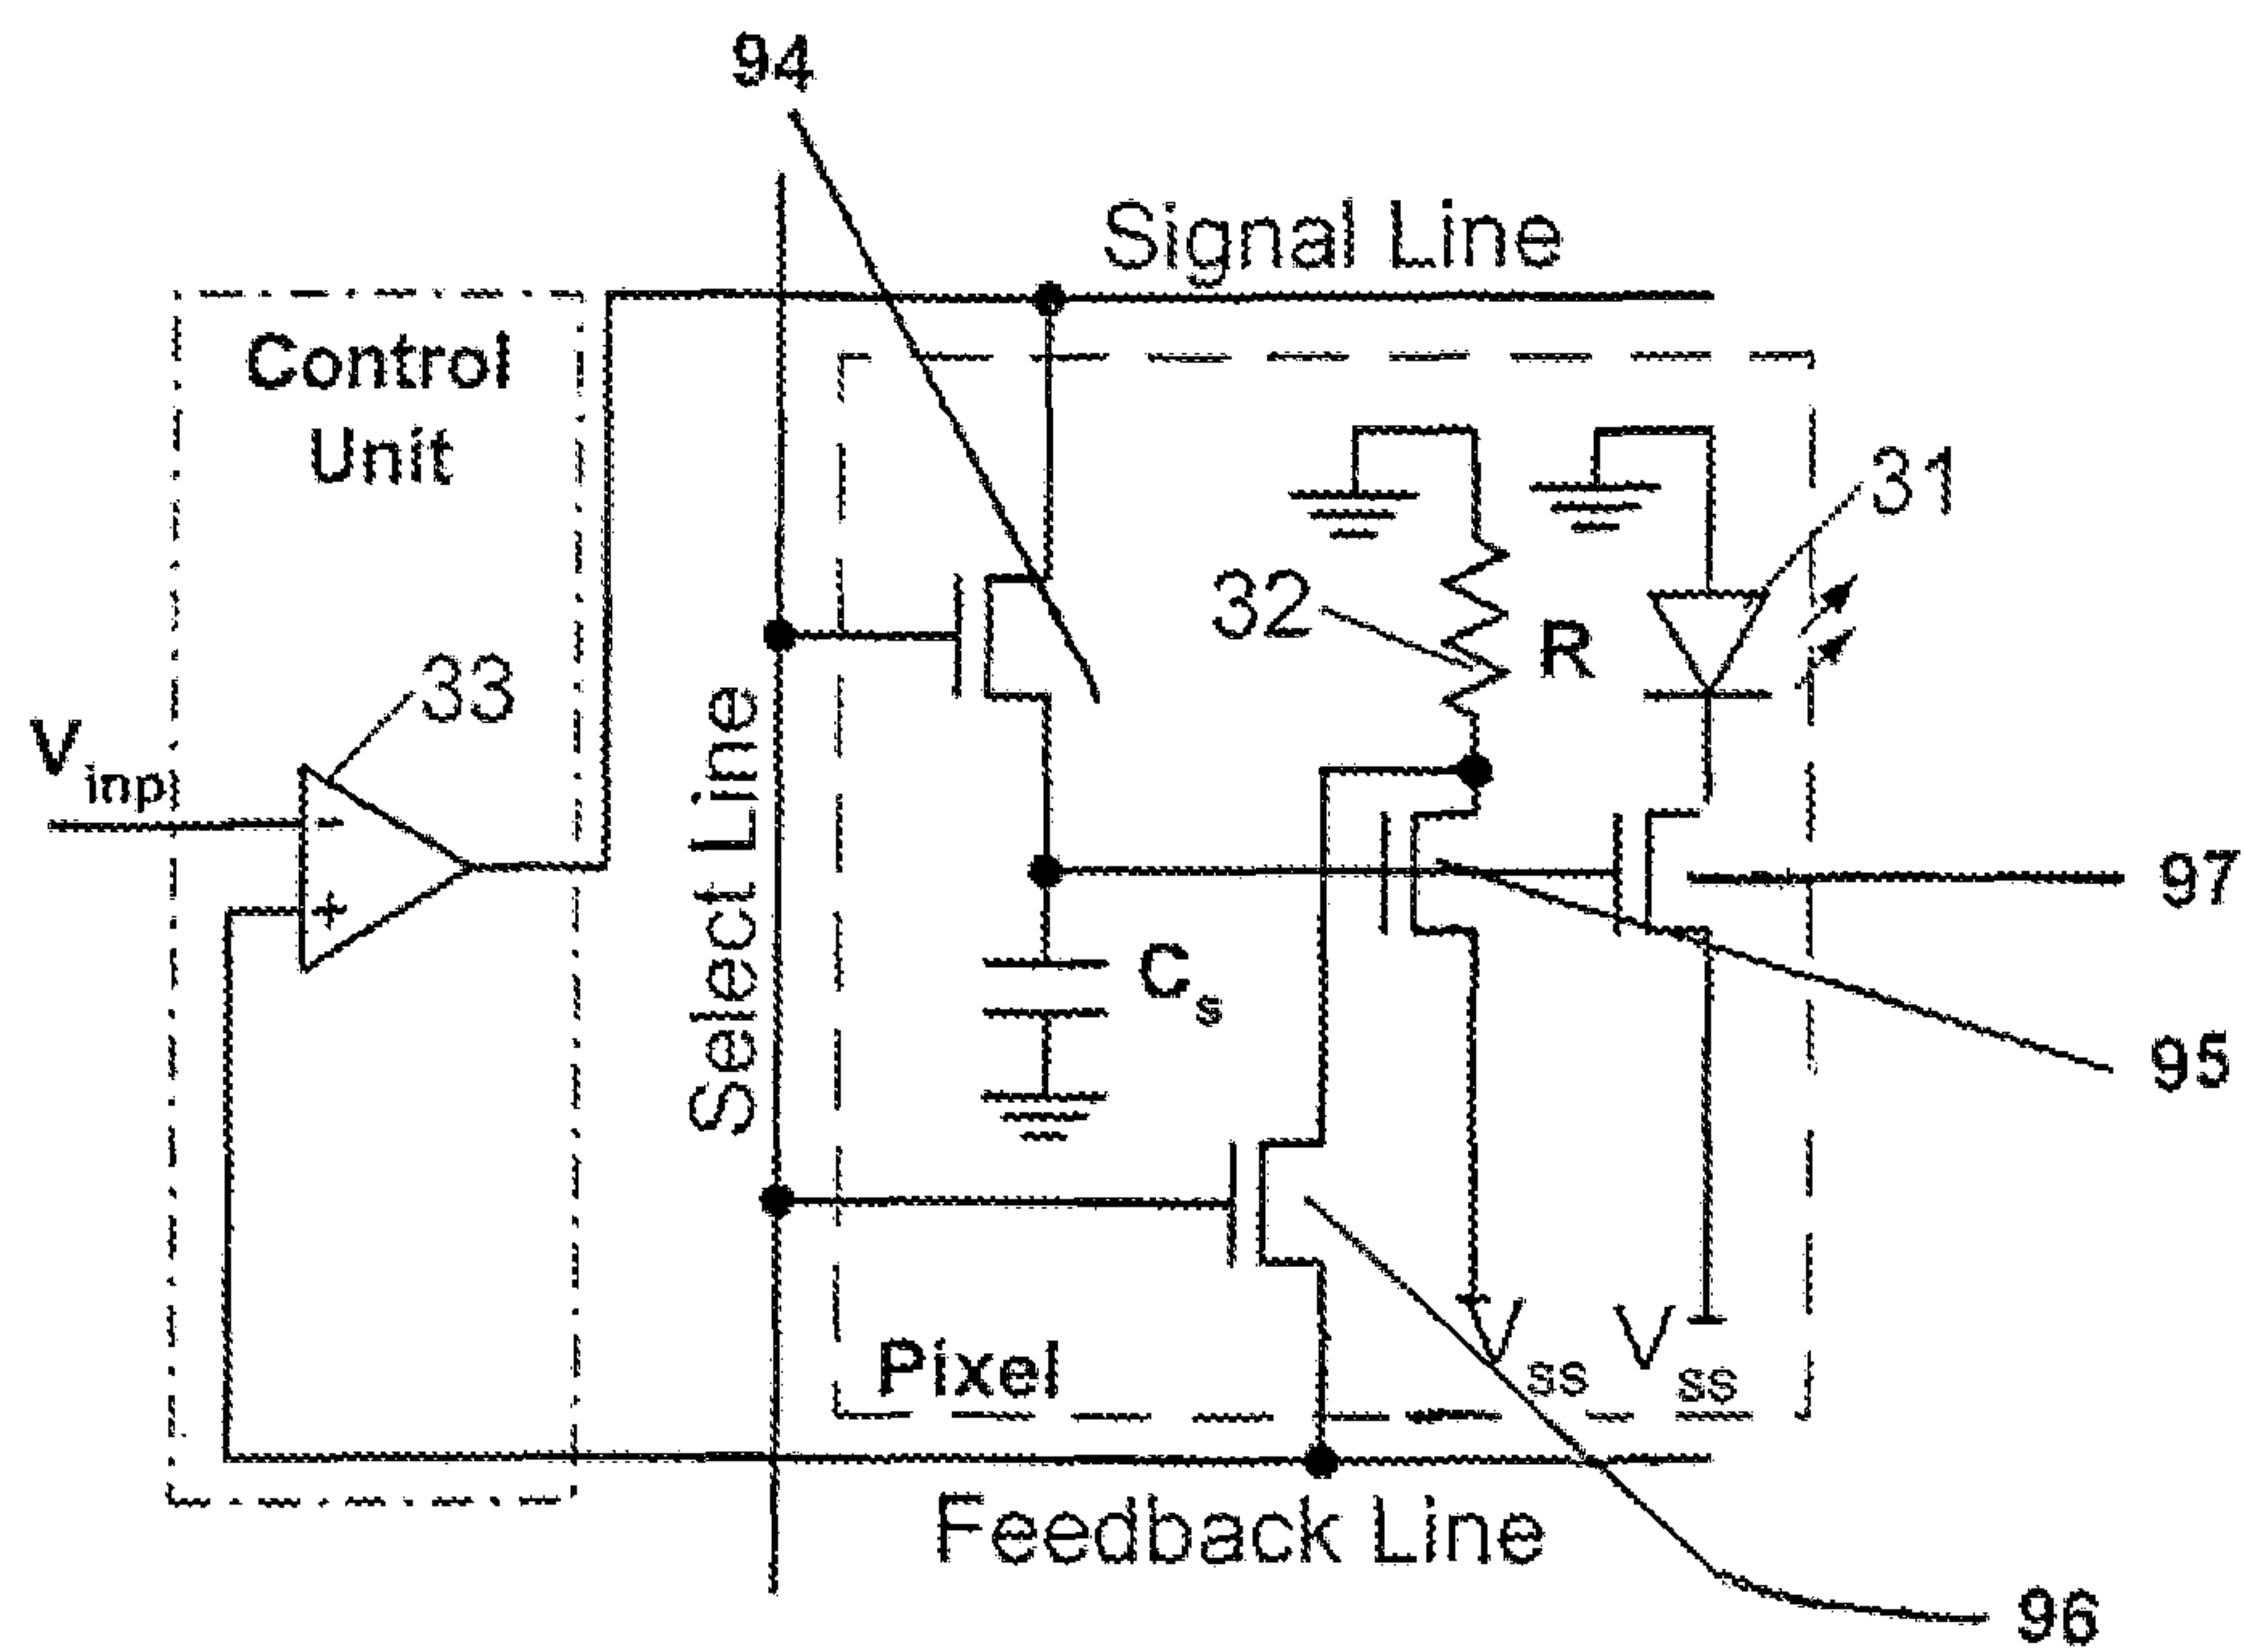 94
Signal Line
Control
Unit
31
32
R
33
V inp
-
+
Select Line
97
C s
95
V ss
V ss
Pixel
Feedback Line
96